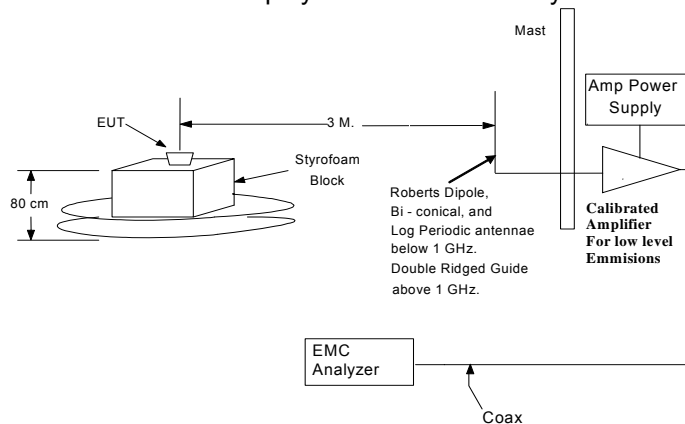 Mast
Amp Power
Supply
EUT
3 M.
Styrofoam
Block
80 cm
Roberts Dipole,
Bi - conical, and
Log Periodic antennae
below 1 GHz.
Double Ridged Guide
above 1 GHz.
Calibrated
Amplifier
For low level
Emmisions
EMC
Analyzer
Coax